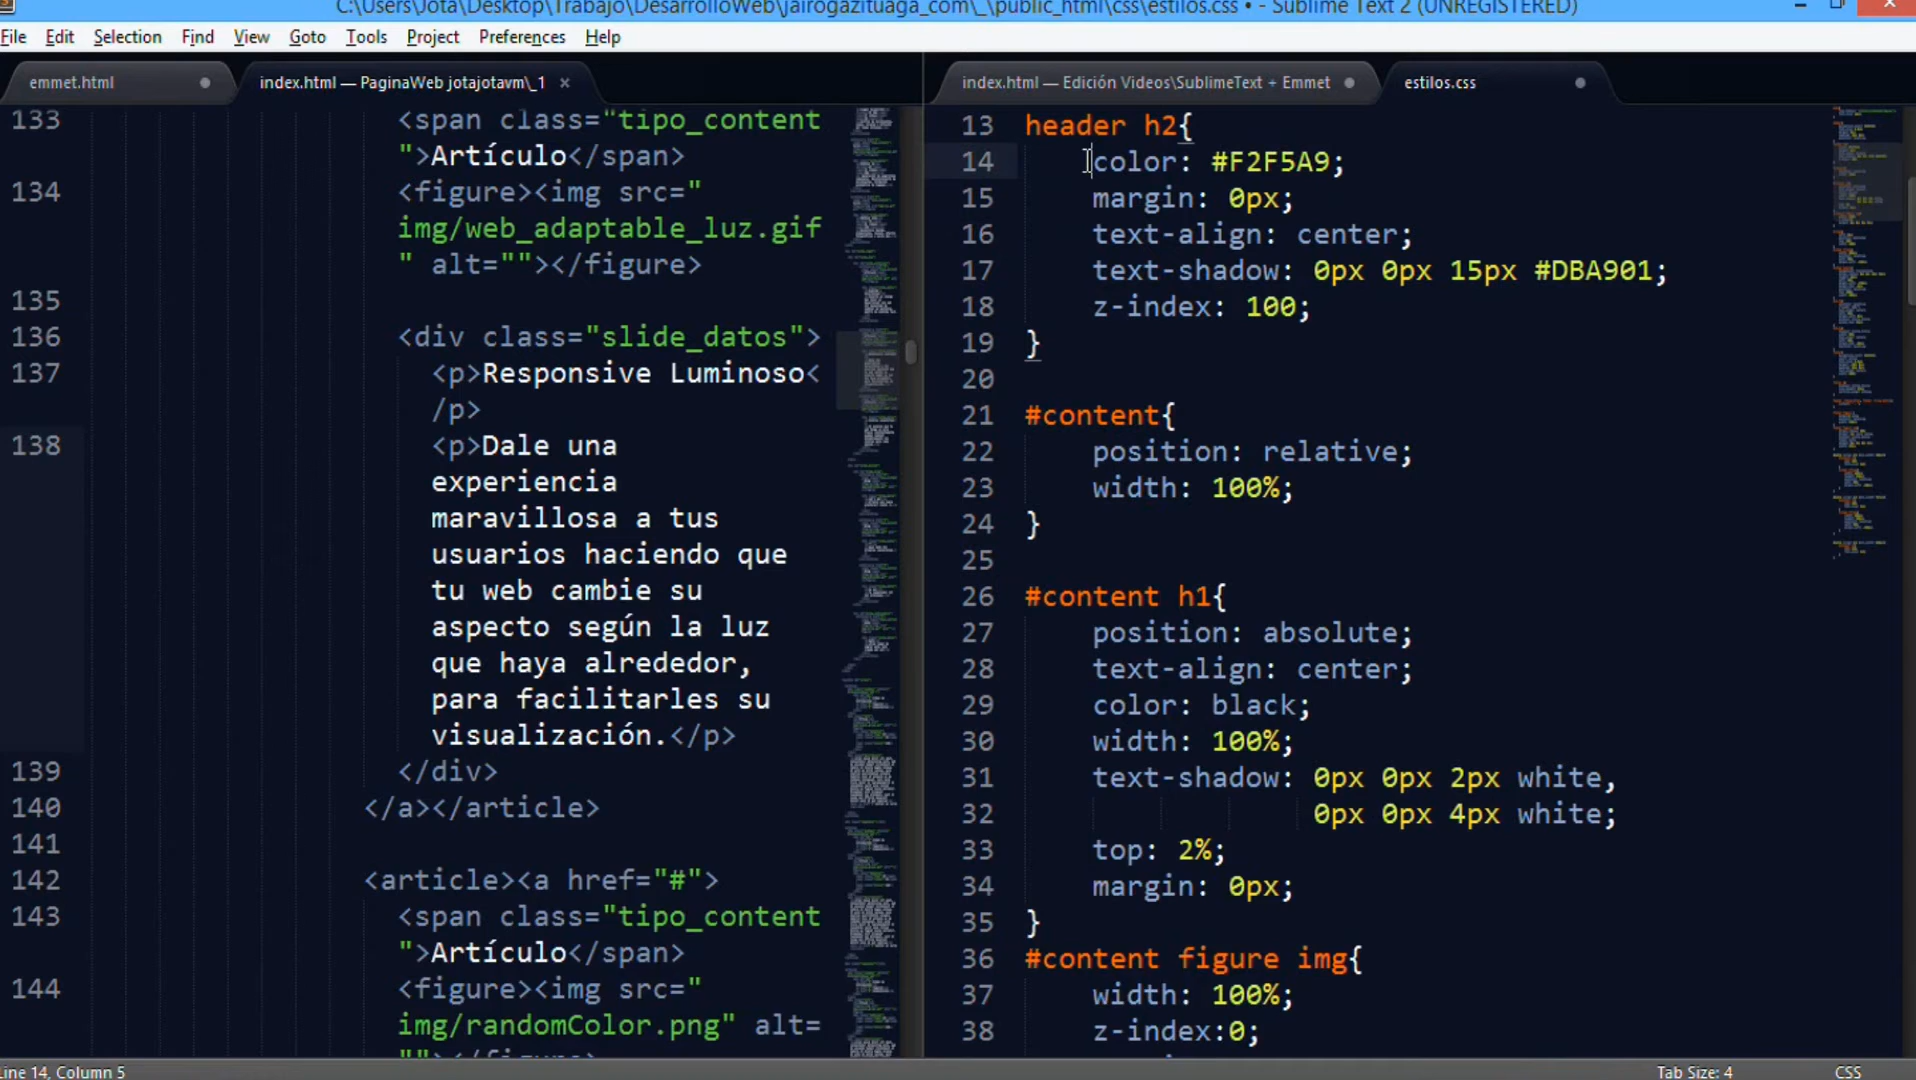 C:\Users\Jota\Desktop\Trabajo\DesarrolloWeb\jairogazituaga_com\_\public_html\css\estilos.css • - Sublime Text 2 (UNREGISTERED)
File Edit Selection Find View Goto Tools Project Preferences Help
emmet.html
index.html — PaginaWeb jotajotavm\_1 ×
133 <span class="tipo_content
">Artículo</span>
134 <figure><img src="
img/web_adaptable_luz.gif
" alt=""></figure>
135
136 <div class="slide_datos">
137 <p>Responsive Luminoso<
/p>
138 <p>Dale una
experiencia
maravillosa a tus
usuarios haciendo que
tu web cambie su
aspecto según la luz
que haya alrededor,
para facilitarles su
visualización.</p>
139 </div>
140 </a></article>
141
142 <article><a href="#">
143 <span class="tipo_content
">Artículo</span>
144 <figure><img src="
img/randomColor.png" alt=
""></figure>
index.html — Edición Videos\SublimeText + Emmet
estilos.css
13 header h2{
14 color: #F2F5A9;
15 margin: 0px;
16 text-align: center;
17 text-shadow: 0px 0px 15px #DBA901;
18 z-index: 100;
19 }
20
21 #content{
22 position: relative;
23 width: 100%;
24 }
25
26 #content h1{
27 position: absolute;
28 text-align: center;
29 color: black;
30 width: 100%;
31 text-shadow: 0px 0px 2px white,
32 0px 0px 4px white;
33 top: 2%;
34 margin: 0px;
35 }
36 #content figure img{
37 width: 100%;
38 z-index:0;
Line 14, Column 5
Tab Size: 4
CSS